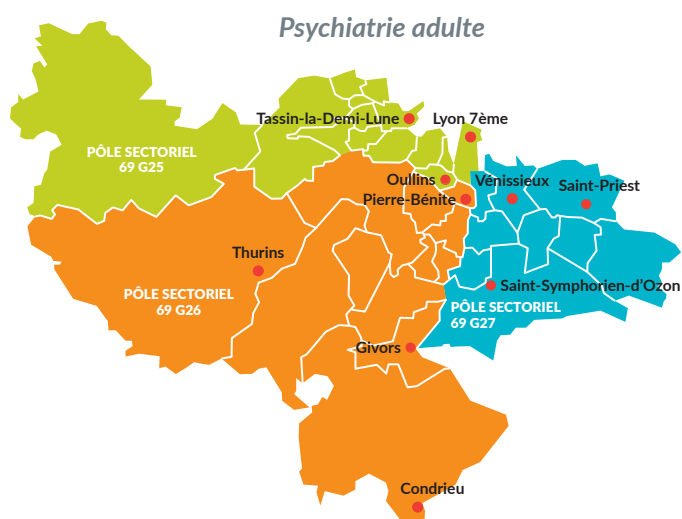 Psychiatrie adulte
Tassin-la-Demi-Lune
Lyon 7ème
PÔLE SECTORIEL
69 G25
Oullins
Vénissieux
Saint-Priest
Pierre-Bénite
Thurins
PÔLE SECTORIEL
69 G26
Saint-Symphorien-d'Ozon
PÔLE SECTORIEL
69 G27
Givors
Condrieu